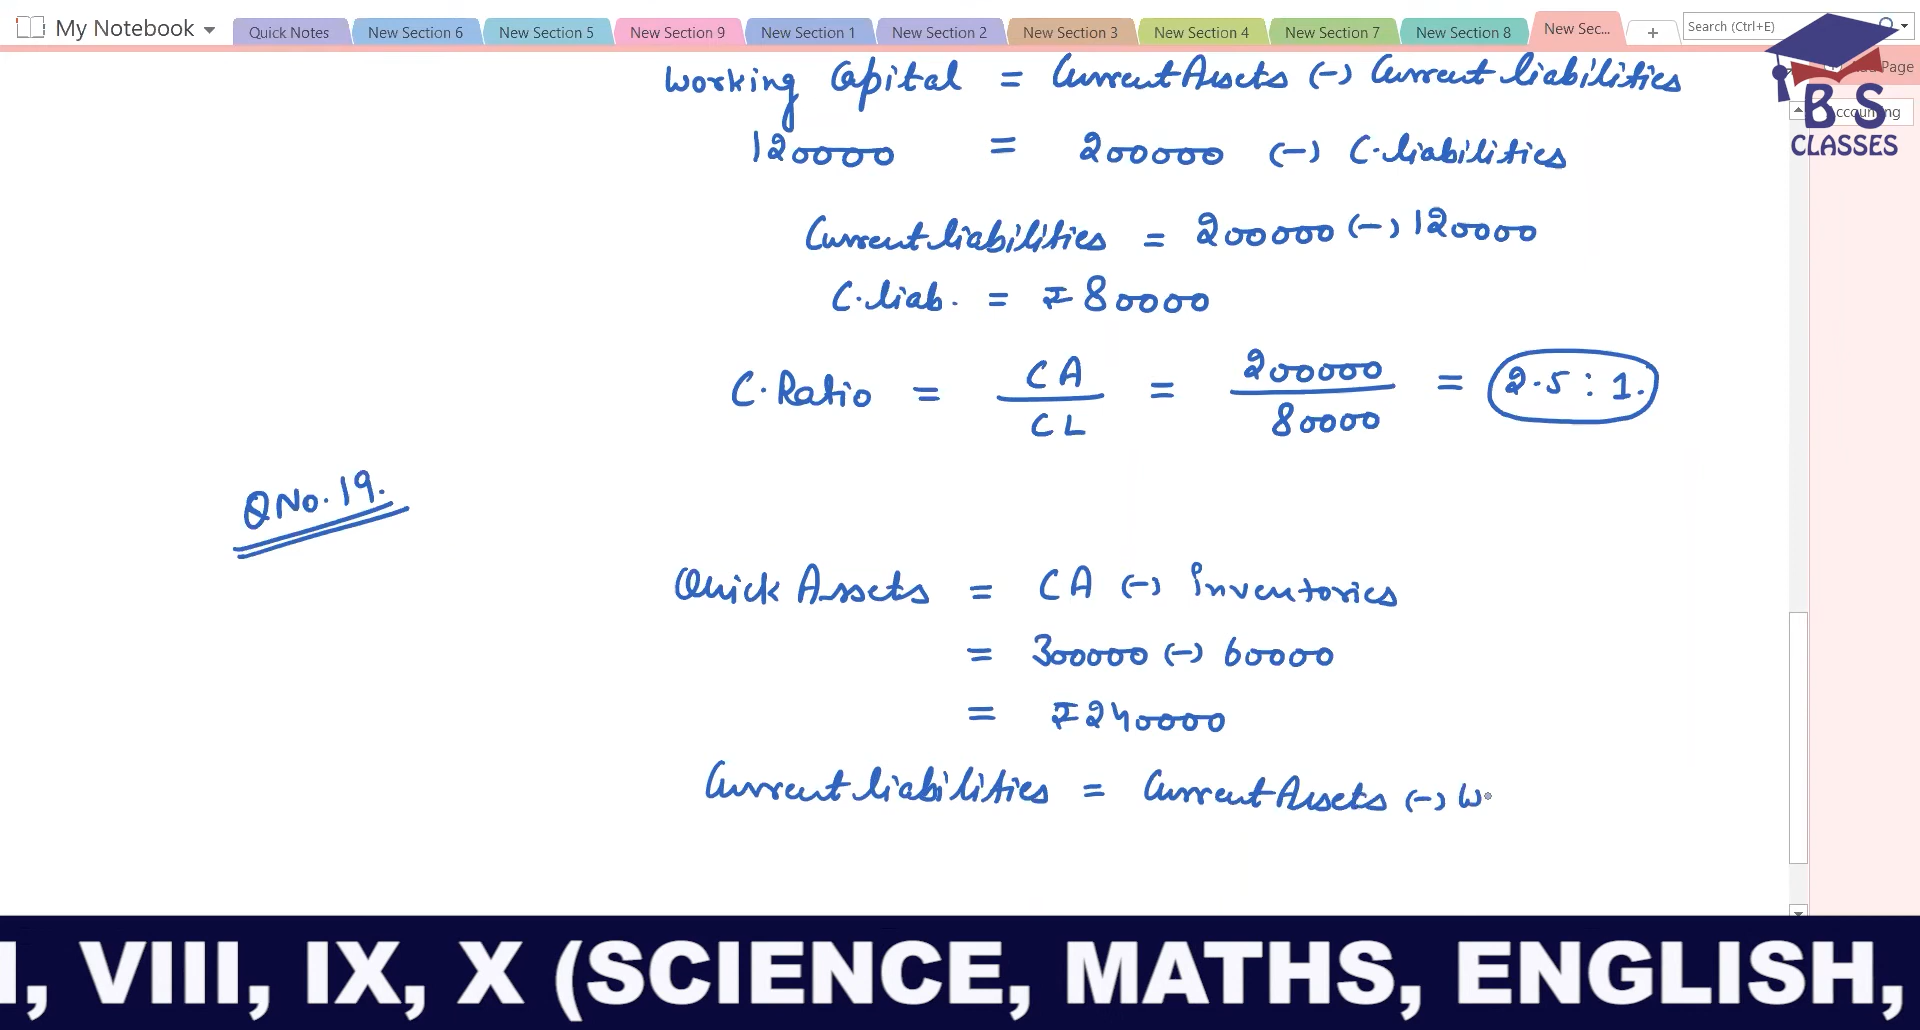 My Notebook
Quick Notes New Section 6 New Section 5 New Section 9 New Section 1 New Section 2 New Section 3 New Section 4 New Section 7 New Section 8 New Sec... +
Search (Ctrl+E)
Page
BS
CLASSES
Working Capital = Current Assets (-) Current liabilities
120000 = 200000 (-) C. liabilities
Current liabilities = 200000 (-) 120000
C. liab. = ₹80000
C. Ratio = CA / CL = 200000 / 80000 = 2.5 : 1.
Q No. 19.
Quick Assets = CA (-) Inventories
= 300000 (-) 60000
= ₹240000
Current liabilities = Current Assets (-) W
, VIII, IX, X (SCIENCE, MATHS, ENGLISH,